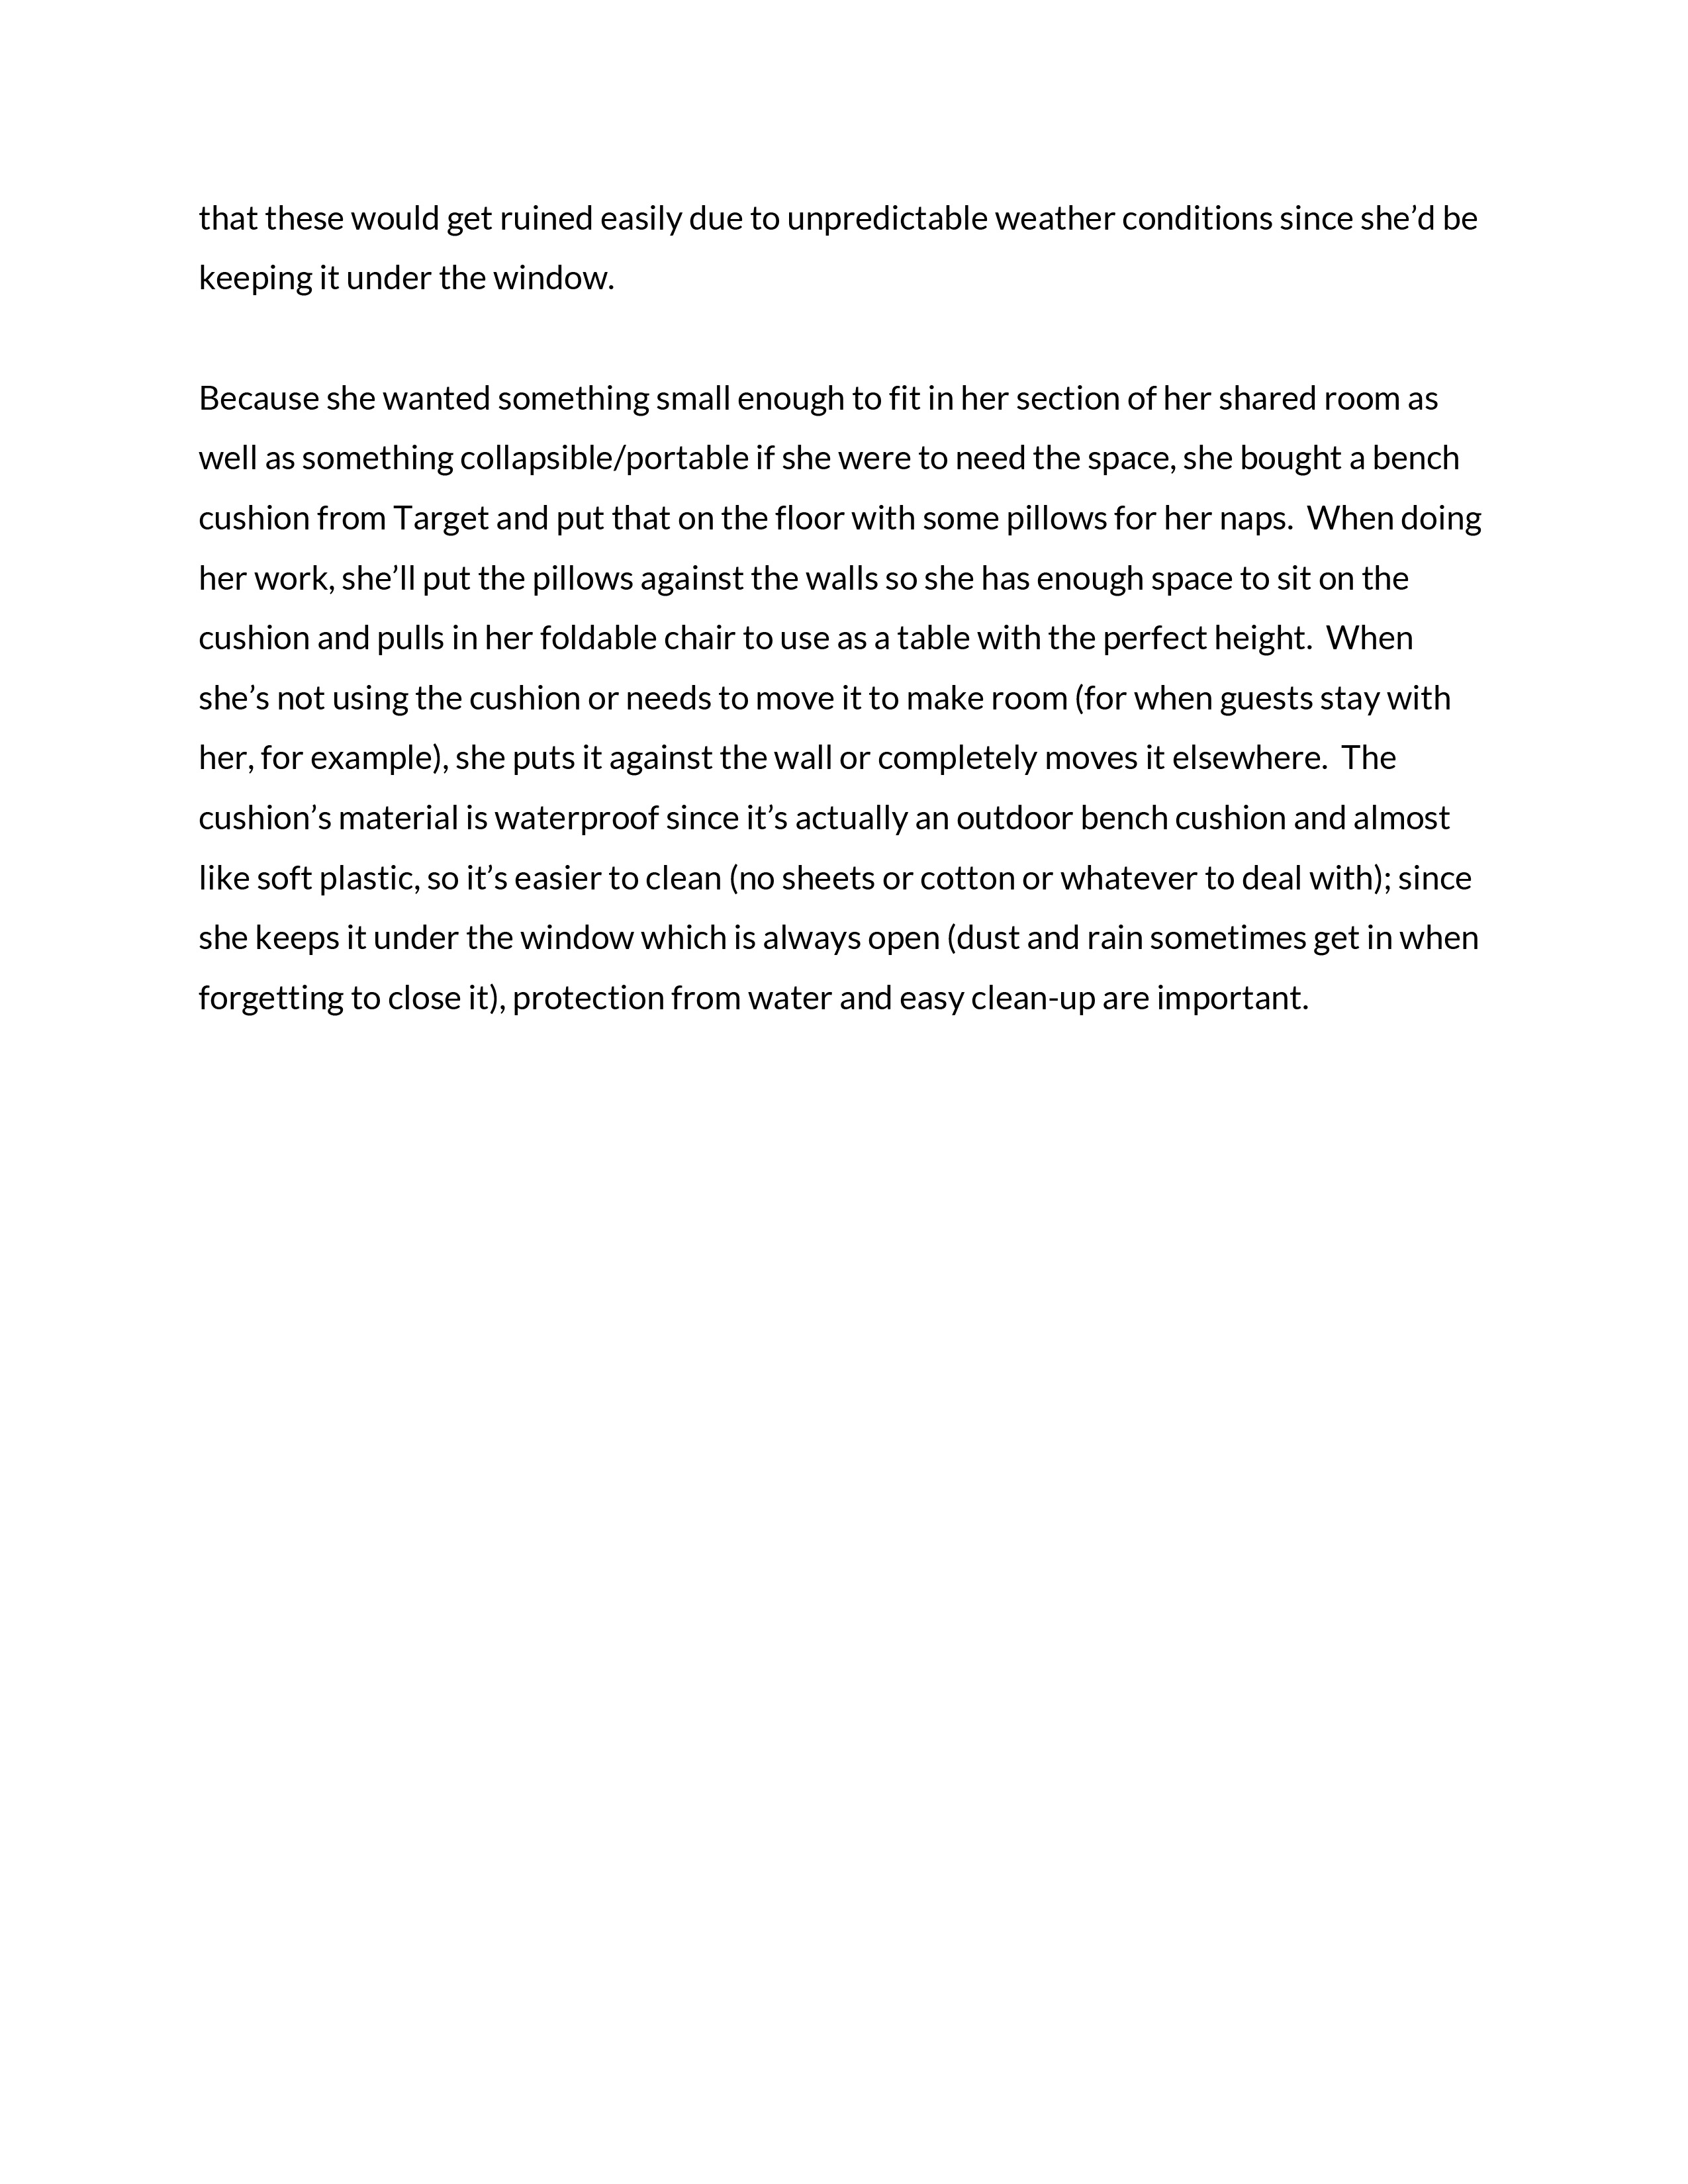 that these would get ruined easily due to unpredictable weather conditions since she’d be
keeping it under the window.
Because she wanted something small enough to fit in her section of her shared room as
well as something collapsible/portable if she were to need the space, she bought a bench
cushion from Target and put that on the floor with some pillows for her naps.  When doing
her work, she’ll put the pillows against the walls so she has enough space to sit on the
cushion and pulls in her foldable chair to use as a table with the perfect height.  When
she’s not using the cushion or needs to move it to make room (for when guests stay with
her, for example), she puts it against the wall or completely moves it elsewhere.  The
cushion’s material is waterproof since it’s actually an outdoor bench cushion and almost
like soft plastic, so it’s easier to clean (no sheets or cotton or whatever to deal with); since
she keeps it under the window which is always open (dust and rain sometimes get in when
forgetting to close it), protection from water and easy clean-up are important.